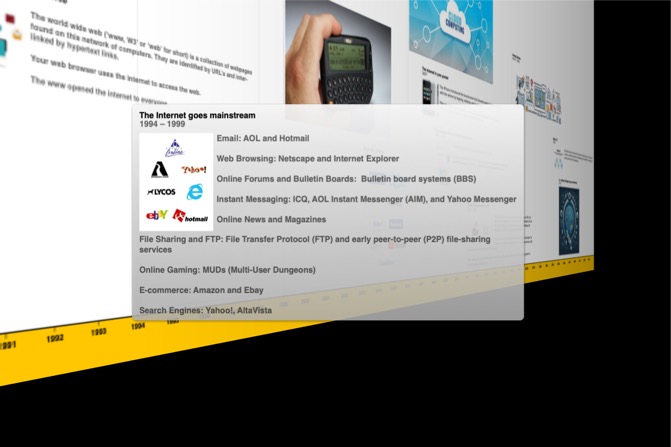 The world wide web ('www, W3' or 'web' for short) is a collection of webpages
found on this network of computers. They are identified by URL's and inter-
linked by hypertext links.
Your web browser uses the internet to access the web.
The www opened the internet to everyone
CLOUD
COMPUTING
The Internet goes mainstream
1994 – 1999
Email: AOL and Hotmail
Web Browsing: Netscape and Internet Explorer
Online Forums and Bulletin Boards: Bulletin board systems (BBS)
Instant Messaging: ICQ, AOL Instant Messenger (AIM), and Yahoo Messenger
Online News and Magazines
YAHOO!
LYCOS
ebY
hotmail
File Sharing and FTP: File Transfer Protocol (FTP) and early peer-to-peer (P2P) file-sharing
services
Online Gaming: MUDs (Multi-User Dungeons)
E-commerce: Amazon and Ebay
Search Engines: Yahoo!, AltaVista
1991 1992 1993 1994